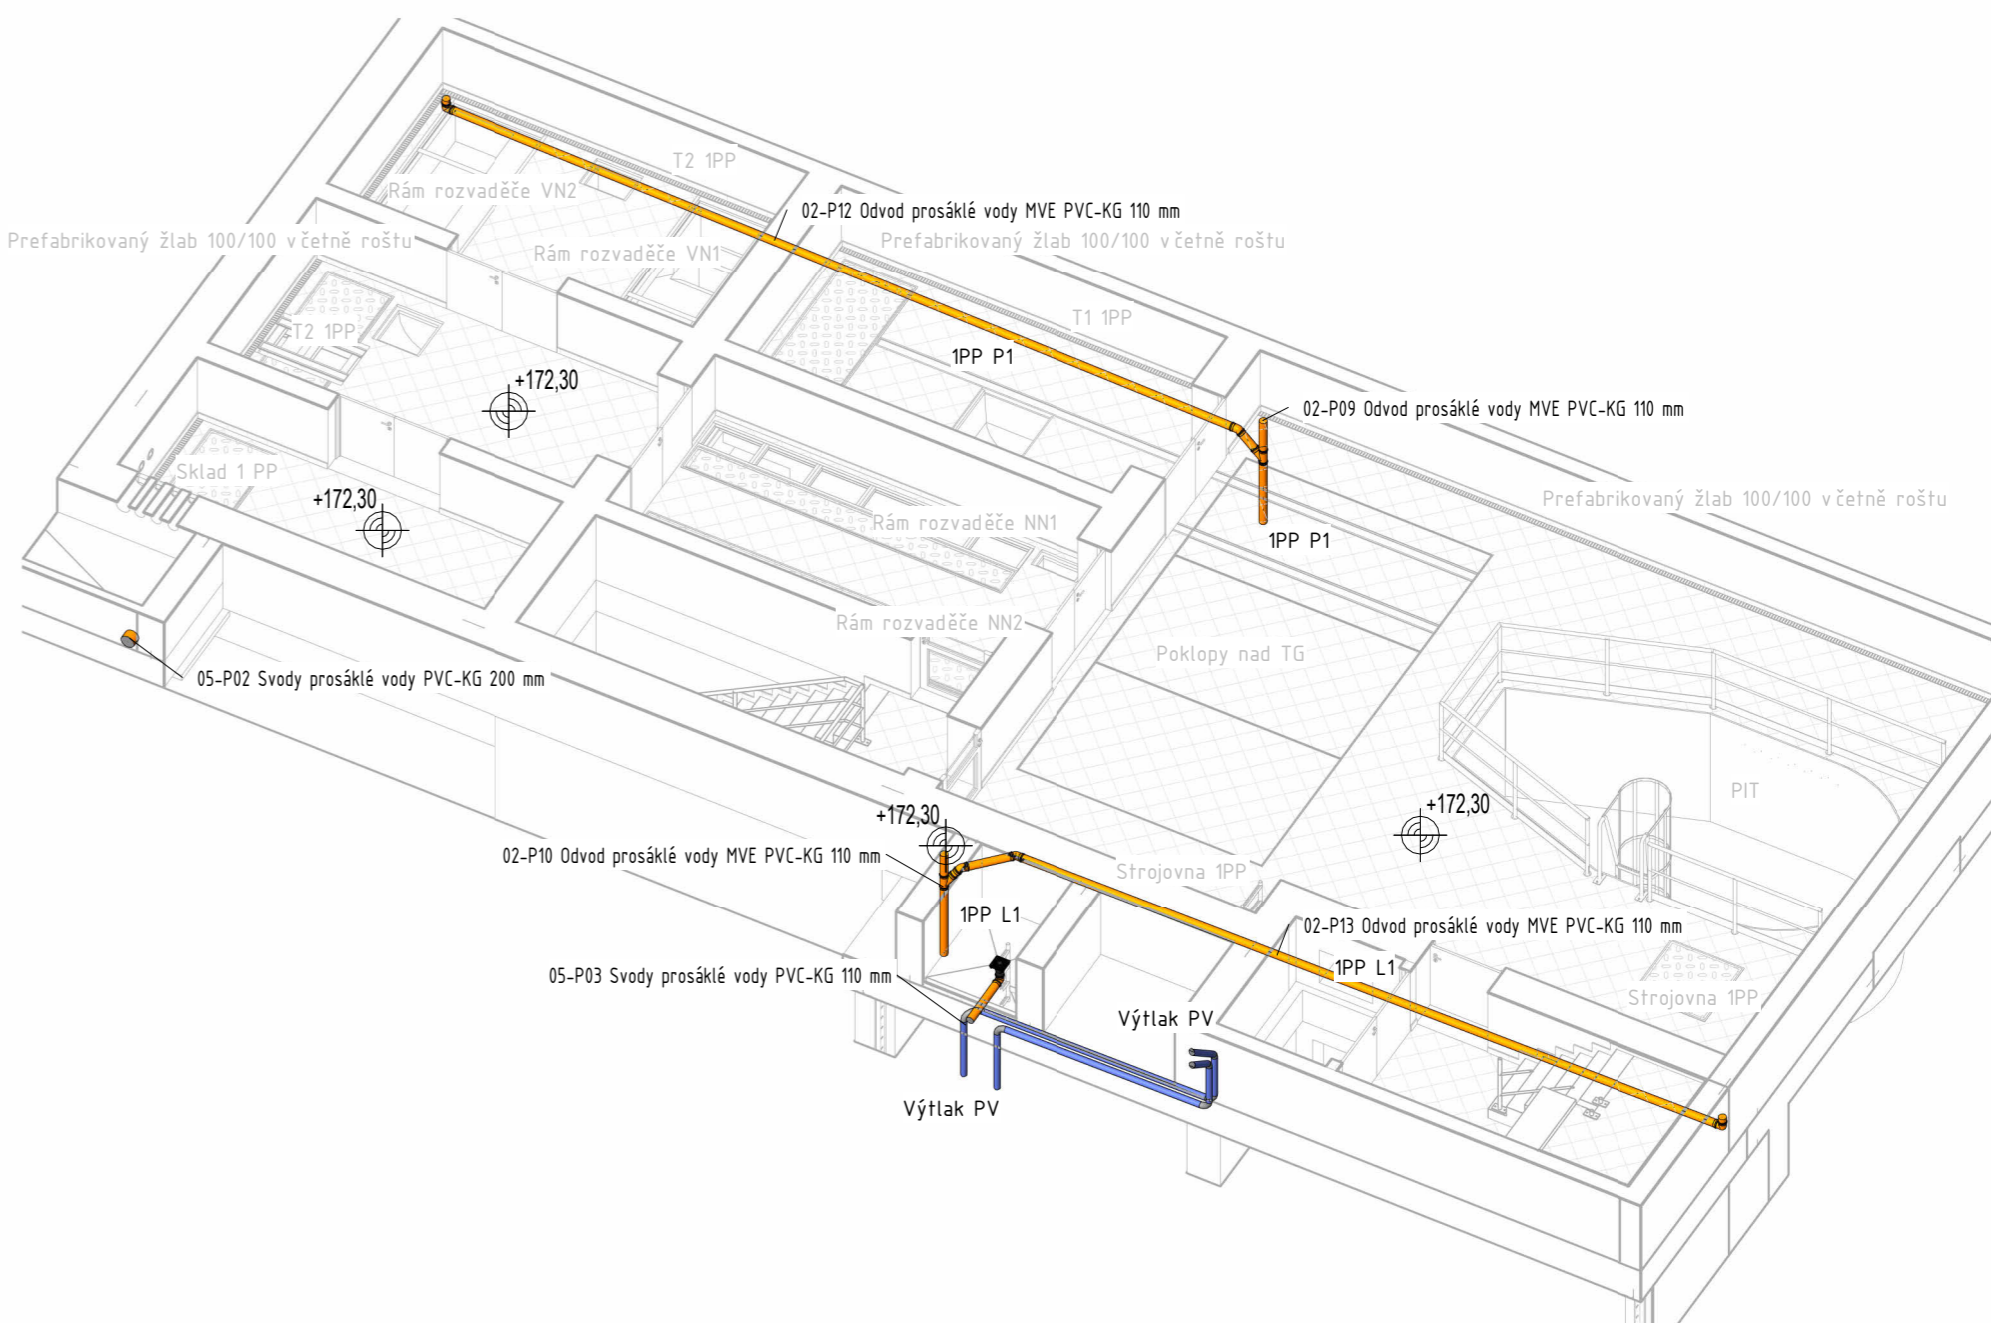 T2 1PP
Rám rozvaděče VN2
02-P12 Odvod prosáklé vody MVE PVC-KG 110 mm
Prefabrikovaný žlab 100/100 včetně roštu
Prefabrikovaný žlab 100/100 včetně roštu
Rám rozvaděče VN1
T1 1PP
T2 1PP
1PP P1
+172,30
02-P09 Odvod prosáklé vody MVE PVC-KG 110 mm
Sklad 1 PP
+172,30
Prefabrikovaný žlab 100/100 včetně roštu
Rám rozvaděče NN1
1PP P1
Rám rozvaděče NN2
Poklopy nad TG
05-P02 Svody prosáklé vody PVC-KG 200 mm
PIT
+172,30
+172,30
02-P10 Odvod prosáklé vody MVE PVC-KG 110 mm
Strojovna 1PP
1PP L1
02-P13 Odvod prosáklé vody MVE PVC-KG 110 mm
1PP L1
05-P03 Svody prosáklé vody PVC-KG 110 mm
Strojovna 1PP
Výtlak PV
Výtlak PV